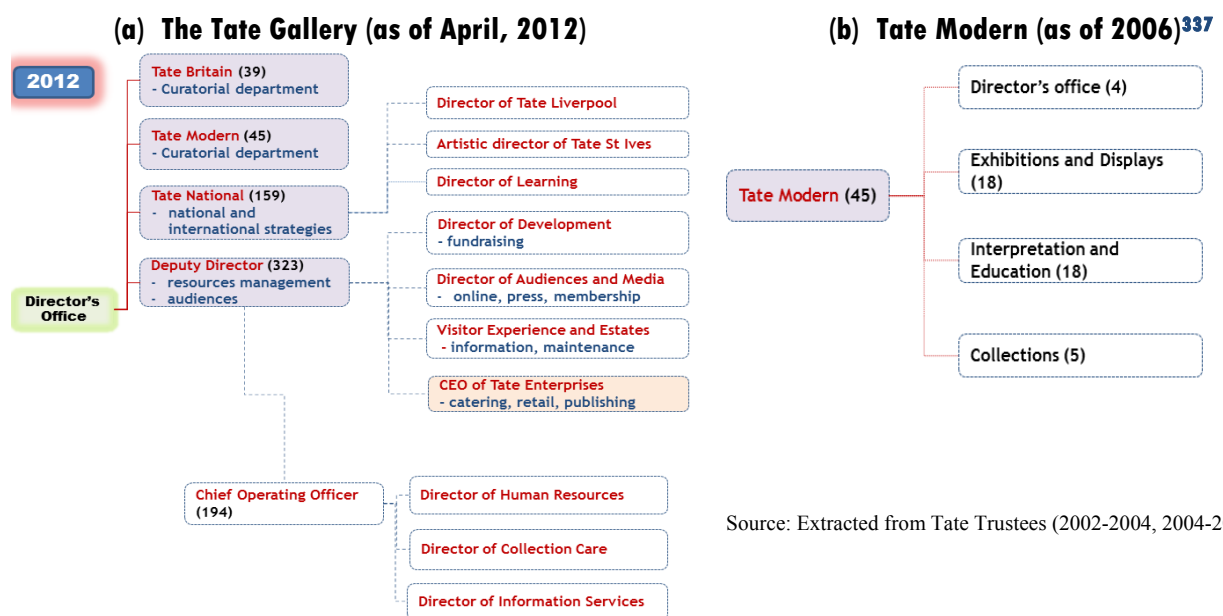 (a) The Tate Gallery (as of April, 2012)
2012
Director's
Office
Tate Britain (39)
- Curatorial department
Tate Modern (45)
- Curatorial department
Tate National (159)
- national and
international strategies
Deputy Director (323)
- resources management
- audiences
Director of Tate Liverpool
Artistic director of Tate St Ives
Director of Learning
Director of Development
- fundraising
Director of Audiences and Media
- online, press, membership
Visitor Experience and Estates
- information, maintenance
CEO of Tate Enterprises
- catering, retail, publishing
Chief Operating Officer
(194)
Director of Human Resources
Director of Collection Care
Director of Information Services
(b) Tate Modern (as of 2006)337
Tate Modern (45)
Director's office (4)
Exhibitions and Displays
(18)
Interpretation and
Education (18)
Collections (5)
Source: Extracted from Tate Trustees (2002-2004, 2004-2